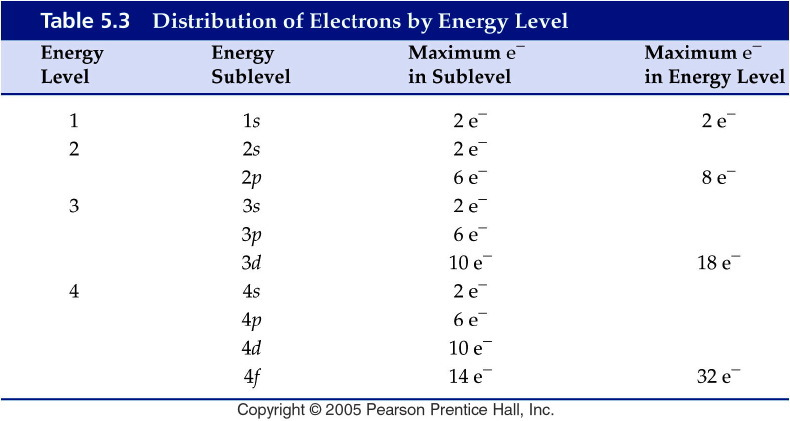 Table 5.3 Distribution of Electrons by Energy Level
Energy Level Energy Sublevel Maximum e⁻ in Sublevel Maximum e⁻ in Energy Level
1 1s 2 e⁻ 2 e⁻
2 2s 2 e⁻
2p 6 e⁻ 8 e⁻
3 3s 2 e⁻
3p 6 e⁻
3d 10 e⁻ 18 e⁻
4 4s 2 e⁻
4p 6 e⁻
4d 10 e⁻
4f 14 e⁻ 32 e⁻
Copyright © 2005 Pearson Prentice Hall, Inc.